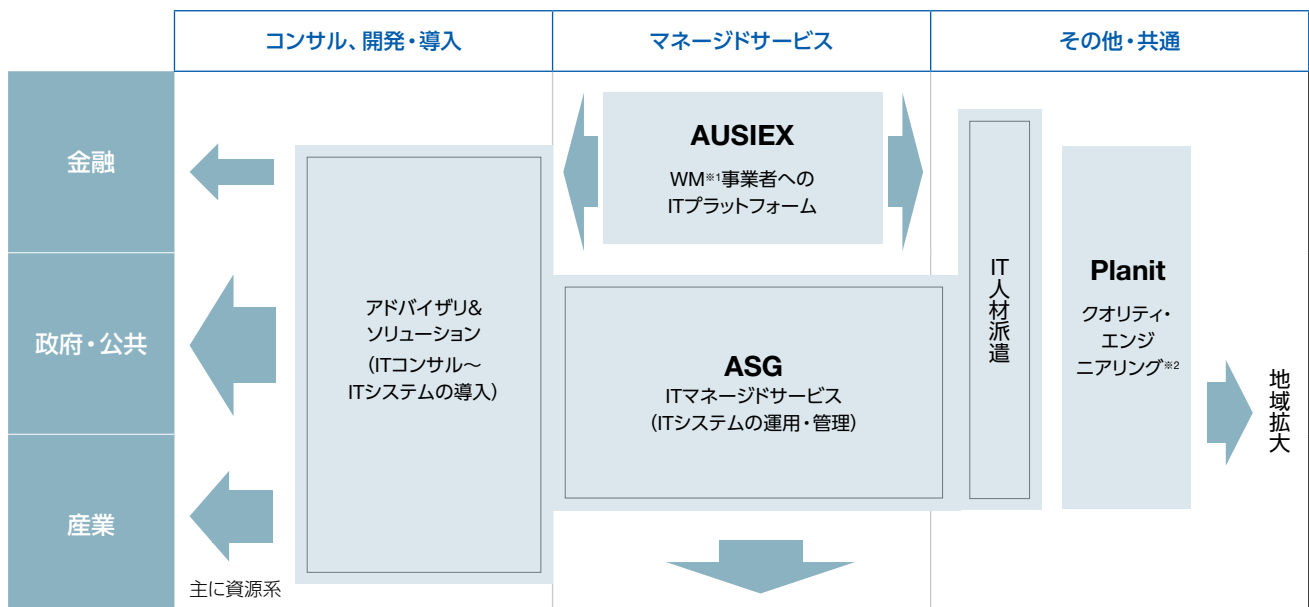 コンサル、開発・導入
マネージドサービス
その他・共通
金融
政府・公共
産業
主に資源系
アドバイザリ&
ソリューション
(ITコンサル～
ITシステムの導入)
AUSIEX
WM※1事業者への
ITプラットフォーム
ASG
ITマネージドサービス
(ITシステムの運用・管理)
IT人材派遣
Planit
クオリティ・
エンジ
ニアリング※2
地域拡大